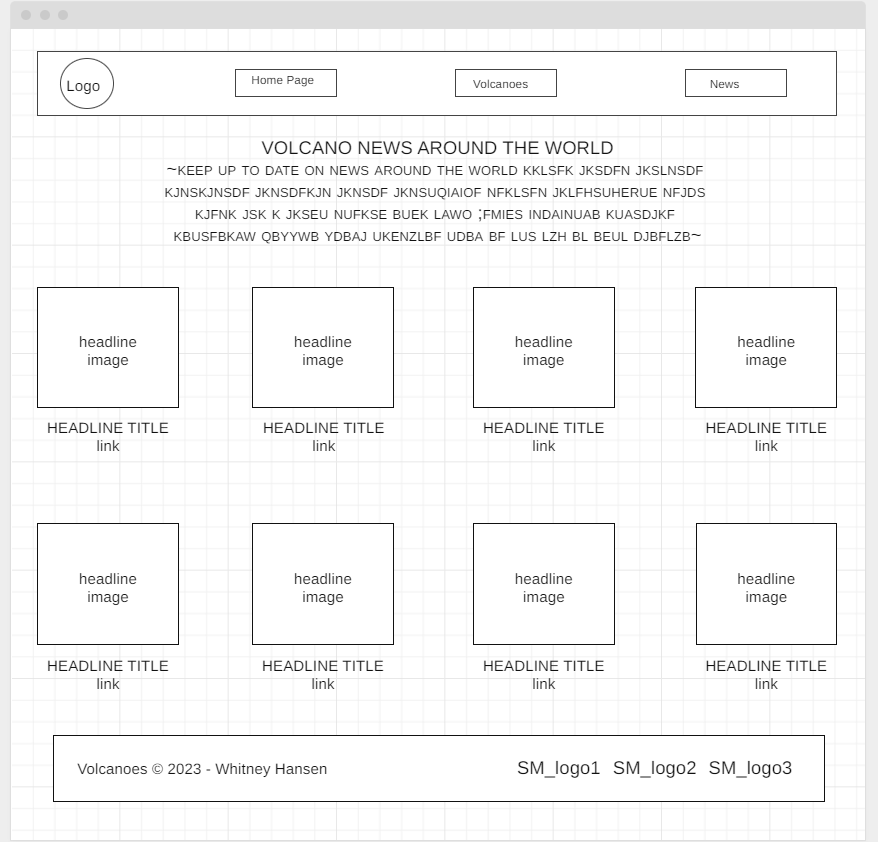 Logo
Home Page
Volcanoes
News
VOLCANO NEWS AROUND THE WORLD
~KEEP UP TO DATE ON NEWS AROUND THE WORLD KKLSFK JKSDFN JKSLNSDF
KJNSKJNSDF JKNSDFKJN JKNSDF JKNSUQIAIOF NFKLSFN JKLFHSUHERUE NFJDS
KJFNK JSK K JKSEU NUFKSE BUEK LAWO ;FMIES INDAINUAB KUASDJKF
KBUSFBKAW QBYYWB YDBAJ UKENZLBF UDBA BF LUS LZH BL BEUL DJBFLZB~
headline
image
HEADLINE TITLE
link
headline
image
HEADLINE TITLE
link
headline
image
HEADLINE TITLE
link
headline
image
HEADLINE TITLE
link
headline
image
HEADLINE TITLE
link
headline
image
HEADLINE TITLE
link
headline
image
HEADLINE TITLE
link
headline
image
HEADLINE TITLE
link
Volcanoes © 2023 - Whitney Hansen
SM_logo1 SM_logo2 SM_logo3